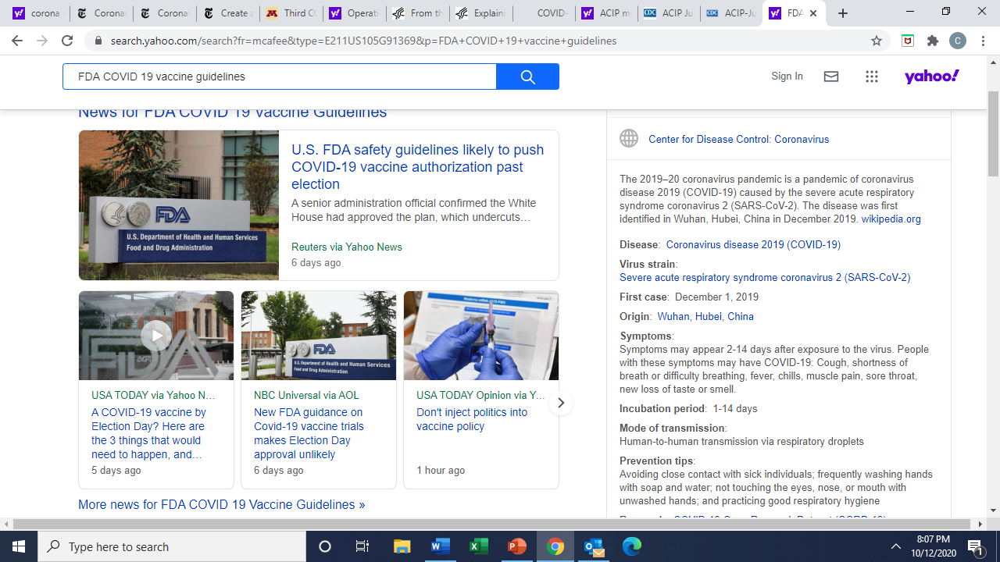 corona
Corona
Corona
Create a
Third CO
Operati
From th
Explain
COVID-
ACIP m
ACIP Ju
ACIP-Ju
FDA
search.yahoo.com/search?fr=mcafee&type=E211US105G91369&p=FDA+COVID+19+vaccine+guidelines
C
FDA COVID 19 vaccine guidelines
Sign In
yahoo!
News for FDA COVID 19 Vaccine Guidelines
FDA
U.S. Department of Health and Human Services
Food and Drug Administration
U.S. FDA safety guidelines likely to push
COVID-19 vaccine authorization past
election
A senior administration official confirmed the White
House had approved the plan, which undercuts…
Reuters via Yahoo News
6 days ago
FDA
USA TODAY via Yahoo N…
A COVID-19 vaccine by
Election Day? Here are
the 3 things that would
need to happen, and…
5 days ago
FDA
U.S. Department of Health and Human Services
Food and Drug Administration
NBC Universal via AOL
New FDA guidance on
Covid-19 vaccine trials
makes Election Day
approval unlikely
6 days ago
USA TODAY Opinion via Y…
Don't inject politics into
vaccine policy
1 hour ago
More news for FDA COVID 19 Vaccine Guidelines »
Center for Disease Control: Coronavirus
The 2019–20 coronavirus pandemic is a pandemic of coronavirus
disease 2019 (COVID-19) caused by the severe acute respiratory
syndrome coronavirus 2 (SARS-CoV-2). The disease was first
identified in Wuhan, Hubei, China in December 2019. wikipedia.org
Disease: Coronavirus disease 2019 (COVID-19)
Virus strain:
Severe acute respiratory syndrome coronavirus 2 (SARS-CoV-2)
First case: December 1, 2019
Origin: Wuhan, Hubei, China
Symptoms:
Symptoms may appear 2-14 days after exposure to the virus. People
with these symptoms may have COVID-19: Cough, shortness of
breath or difficulty breathing, fever, chills, muscle pain, sore throat,
new loss of taste or smell.
Incubation period: 1-14 days
Mode of transmission:
Human-to-human transmission via respiratory droplets
Prevention tips:
Avoiding close contact with sick individuals; frequently washing hands
with soap and water; not touching the eyes, nose, or mouth with
unwashed hands; and practicing good respiratory hygiene
Type here to search
8:07 PM
10/12/2020
1